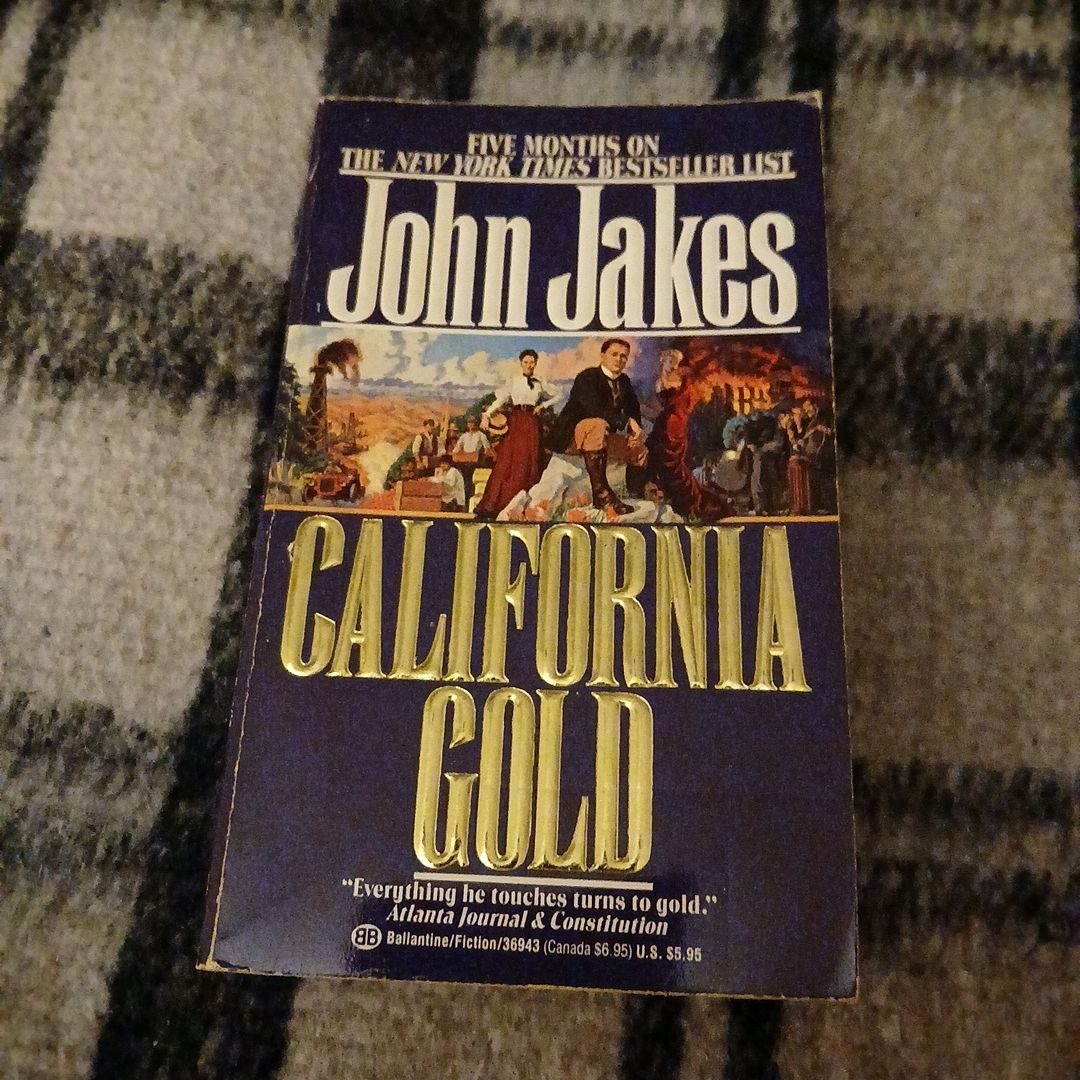 FIVE MONTHS ON
THE NEW YORK TIMES BESTSELLER LIST
John Jakes
CALIFORNIA
GOLD
“Everything he touches turns to gold.”
Atlanta Journal & Constitution
BB Ballantine/Fiction/36943 (Canada $6.95) U.S. $5.95